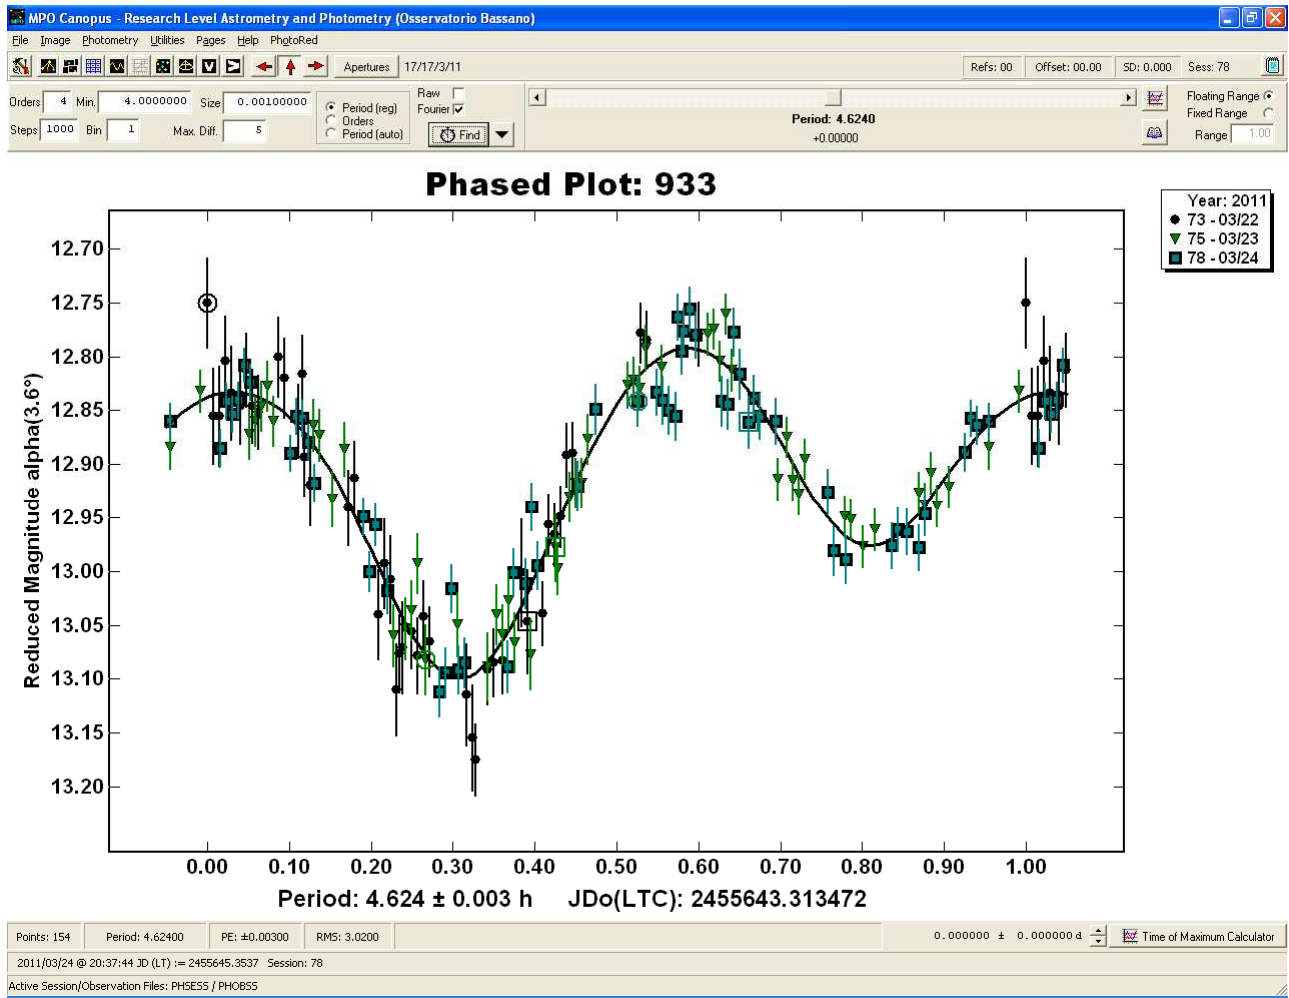 MPO Canopus - Research Level Astrometry and Photometry (Osservatorio Bassano)
File Image Photometry Utilities Pages Help PhotoRed
Apertures 17/17/3/11 Refs: 00 Offset: 00.00 SD: 0.000 Sess: 78
Orders 4 Min. 4.0000000 Size 0.00100000
Steps 1000 Bin 1 Max. Diff. 5
Period (reg)
Orders
Period (auto)
Raw
Fourier
Find
Period: 4.6240
+0.00000
Floating Range
Fixed Range
Range 1.00
Phased Plot: 933
Year: 2011
73 - 03/22
75 - 03/23
78 - 03/24
Reduced Magnitude alpha(3.6°)
12.70
12.75
12.80
12.85
12.90
12.95
13.00
13.05
13.10
13.15
13.20
0.00 0.10 0.20 0.30 0.40 0.50 0.60 0.70 0.80 0.90 1.00
Period: 4.624 ± 0.003 h JDo(LTC): 2455643.313472
Points: 154 Period: 4.62400 PE: ±0.00300 RMS: 3.0200 0.000000 ± 0.000000 d Time of Maximum Calculator
2011/03/24 @ 20:37:44 JD (LT) := 2455645.3537 Session: 78
Active Session/Observation Files: PHSESS / PHOBSS